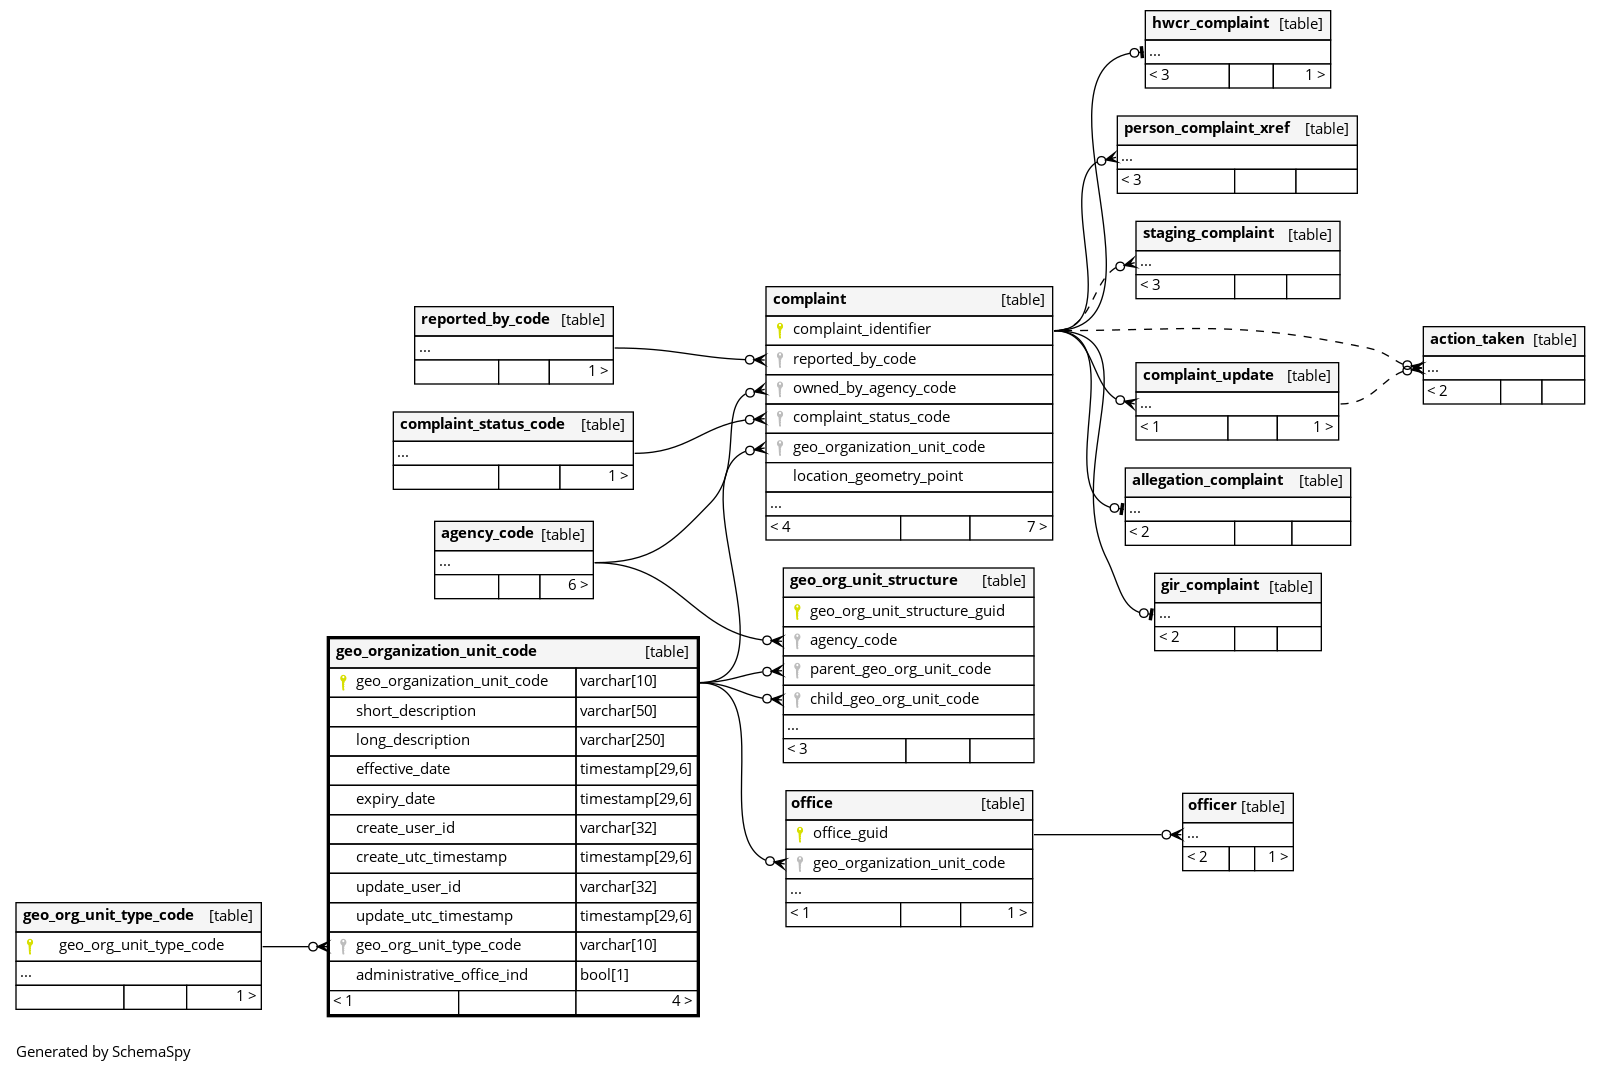 hwcr_complaint [table]
...
< 3 1 >
person_complaint_xref [table]
...
< 3
staging_complaint [table]
...
< 3
complaint [table]
complaint_identifier
reported_by_code
owned_by_agency_code
complaint_status_code
geo_organization_unit_code
location_geometry_point
...
< 4 7 >
reported_by_code [table]
...
1 >
action_taken [table]
...
< 2
complaint_update [table]
...
< 1 1 >
complaint_status_code [table]
...
1 >
allegation_complaint [table]
...
< 2
agency_code [table]
...
6 >
geo_org_unit_structure [table]
geo_org_unit_structure_guid
agency_code
parent_geo_org_unit_code
child_geo_org_unit_code
...
< 3
gir_complaint [table]
...
< 2
geo_organization_unit_code [table]
geo_organization_unit_code varchar[10]
short_description varchar[50]
long_description varchar[250]
effective_date timestamp[29,6]
expiry_date timestamp[29,6]
create_user_id varchar[32]
create_utc_timestamp timestamp[29,6]
update_user_id varchar[32]
update_utc_timestamp timestamp[29,6]
geo_org_unit_type_code varchar[10]
administrative_office_ind bool[1]
< 1 4 >
office [table]
office_guid
geo_organization_unit_code
...
< 1 1 >
officer [table]
...
< 2 1 >
geo_org_unit_type_code [table]
geo_org_unit_type_code
...
1 >
Generated by SchemaSpy